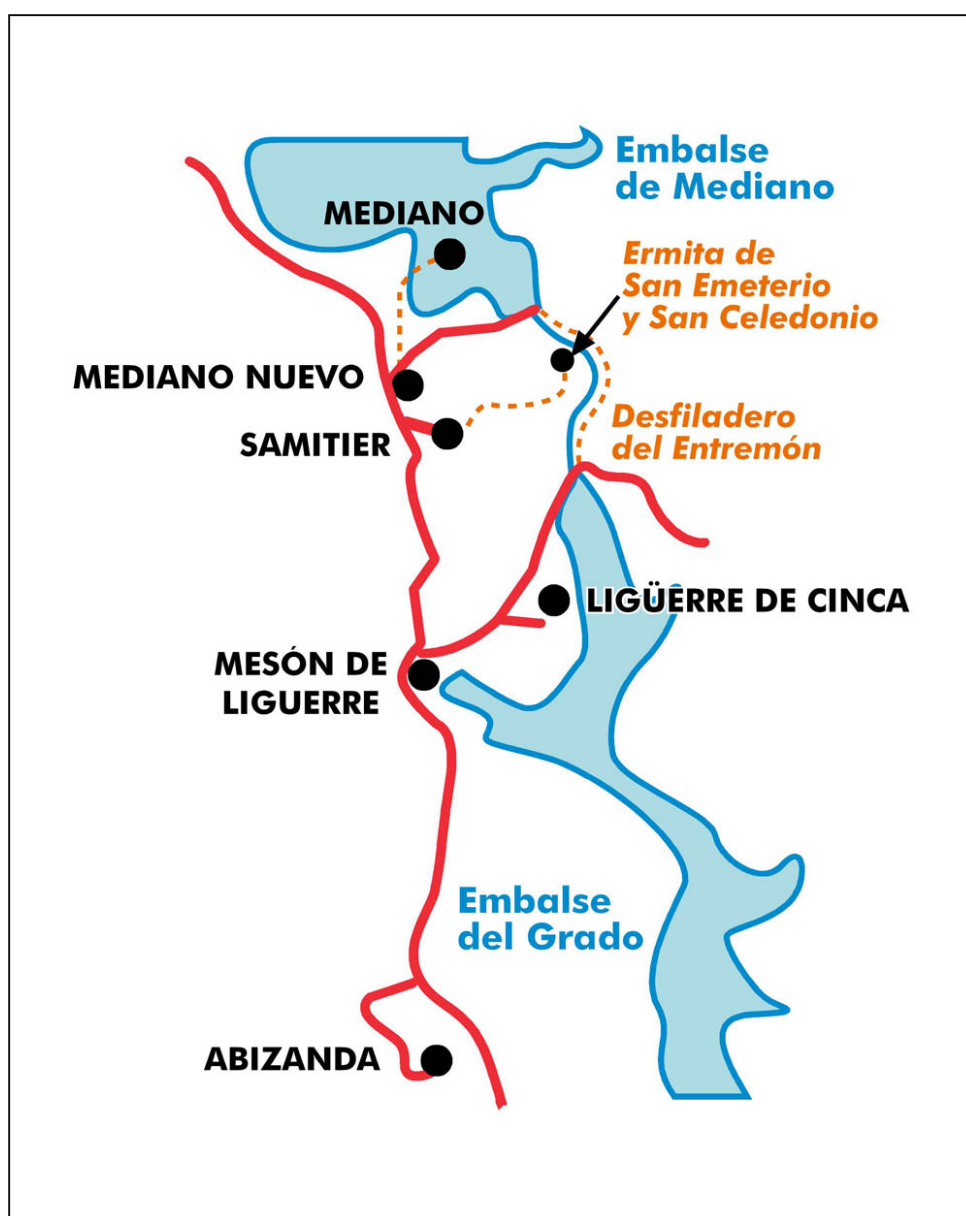 Embalse
de Mediano
MEDIANO
Ermita de
San Emeterio
y San Celedonio
MEDIANO NUEVO
SAMITIER
Desfiladero
del Entremón
LIGÜERRE DE CINCA
MESÓN DE
LIGUERRE
Embalse
del Grado
ABIZANDA